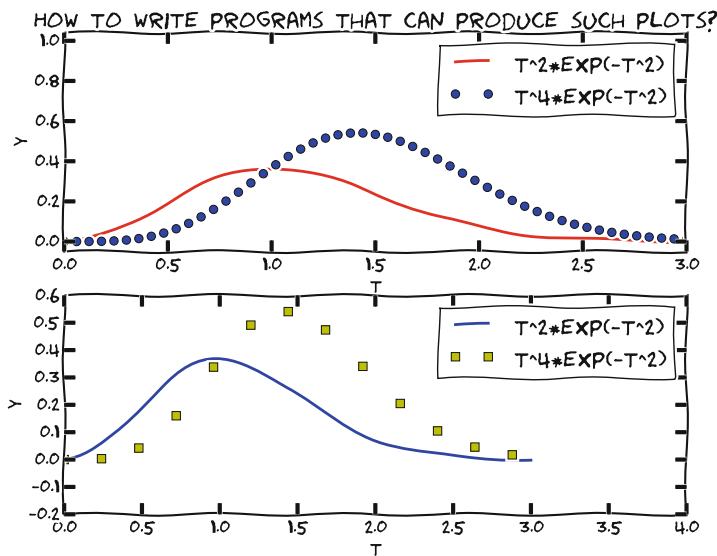 HOW TO WRITE PROGRAMS THAT CAN PRODUCE SUCH PLOTS?
1.0
0.8
0.6
0.4
0.2
0.0
Y
T^2*EXP(-T^2)
T^4*EXP(-T^2)
0.0 0.5 1.0 1.5 2.0 2.5 3.0
T
0.6
0.5
0.4
0.3
0.2
0.1
0.0
-0.1
-0.2
Y
T^2*EXP(-T^2)
T^4*EXP(-T^2)
0.0 0.5 1.0 1.5 2.0 2.5 3.0 3.5 4.0
T